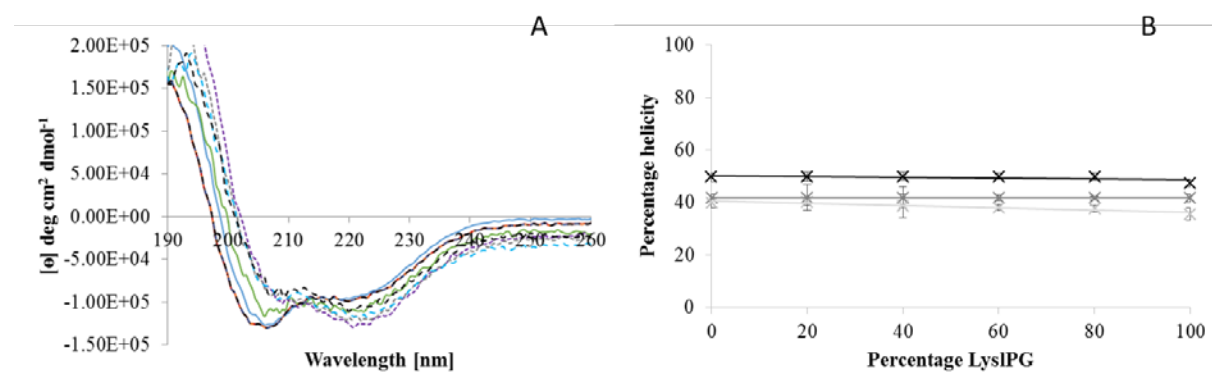 A
2.00E+05
1.50E+05
1.00E+05
5.00E+04
0.00E+00
-5.00E+04
-1.00E+05
-1.50E+05
190 200 210 220 230 240 250 260
[ɵ] deg cm² dmol⁻¹
Wavelength [nm]
B
100
80
60
40
20
0
0 20 40 60 80 100
Percentage helicity
Percentage LyslPG